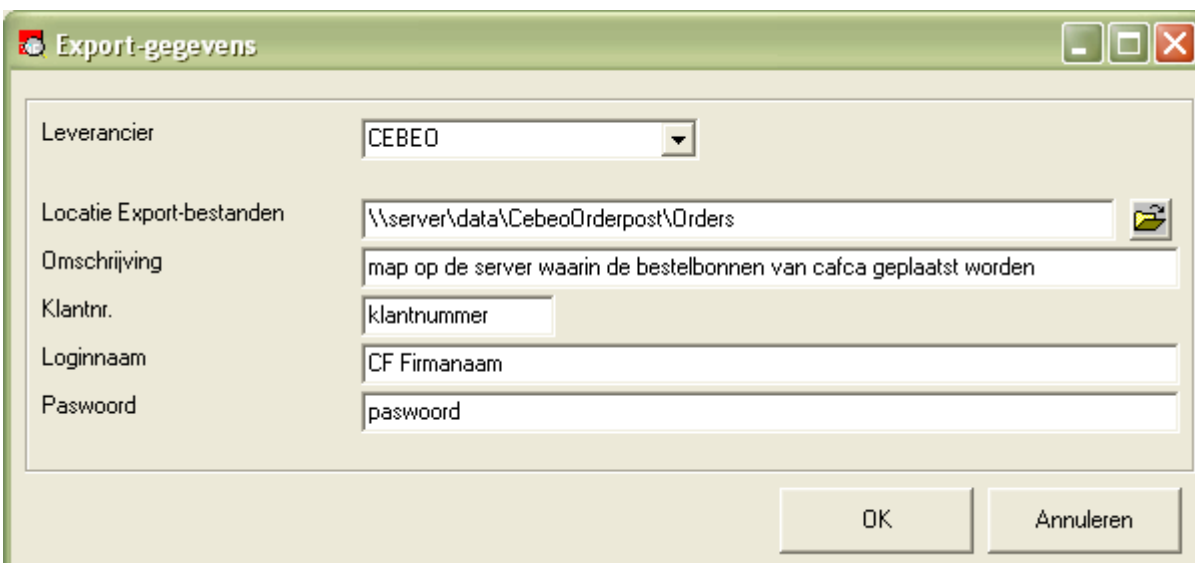 Export-gegevens
Leverancier CEBEO
Locatie Export-bestanden \\server\data\CebeoOrderpost\Orders
Omschrijving map op de server waarin de bestelbonnen van cafca geplaatst worden
Klantnr. klantnummer
Loginnaam CF Firmanaam
Paswoord paswoord
OK Annuleren